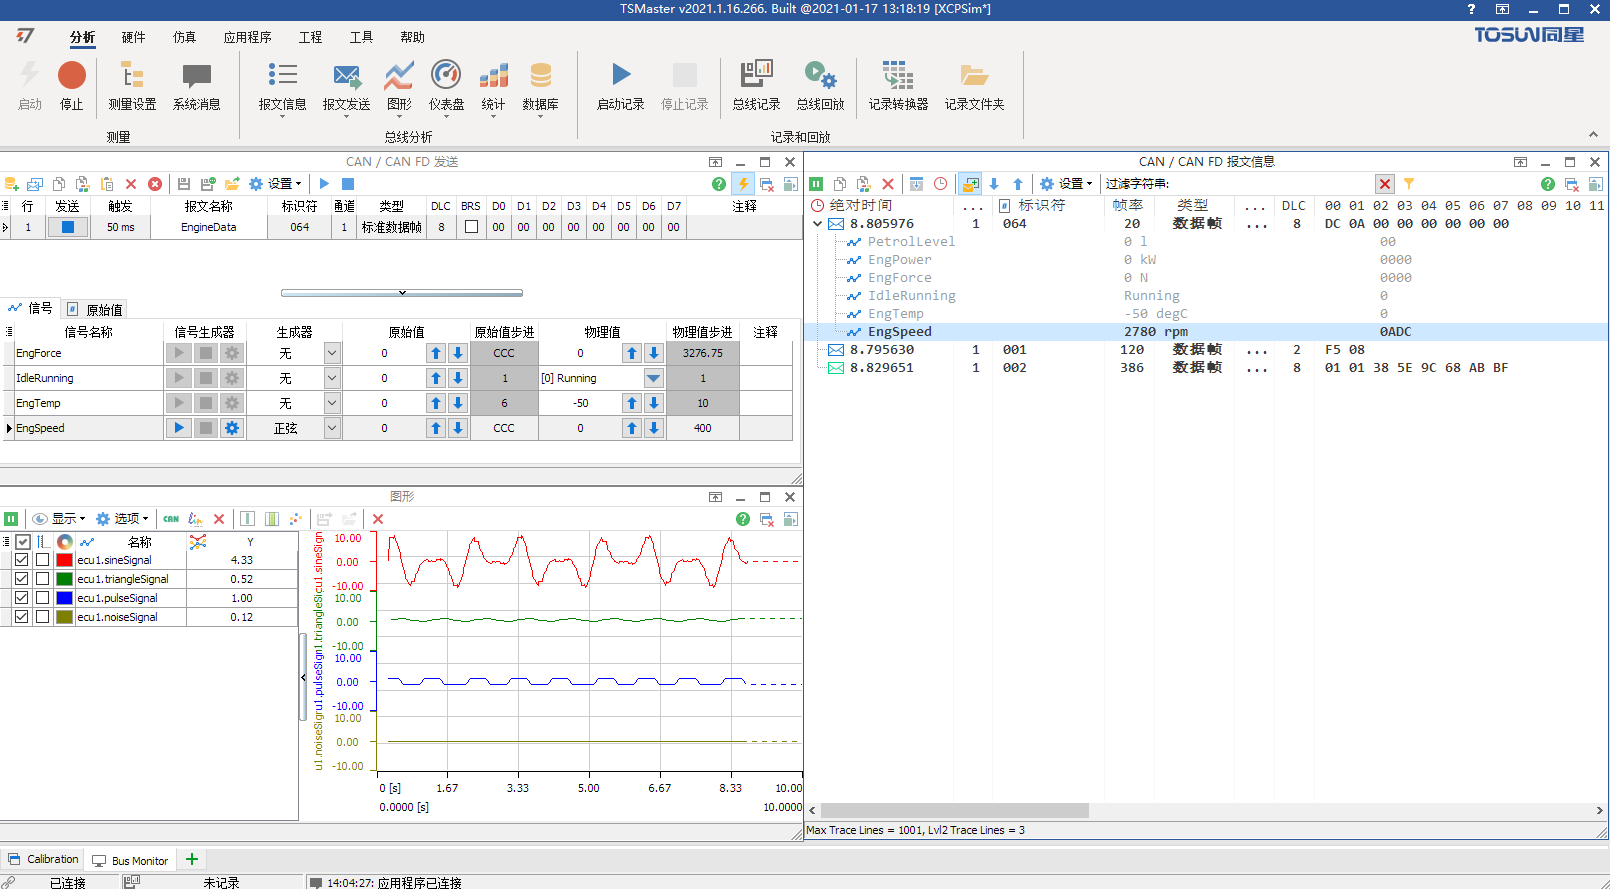 TSMaster v2021.1.16.266. Built @2021-01-17 13:18:19 [XCPSim*]
分析 硬件 仿真 应用程序 工程 工具 帮助
TOSUN同星
启动 停止 测量设置 系统消息 报文信息 报文发送 图形 仪表盘 统计 数据库 启动记录 停止记录 总线记录 总线回放 记录转换器 记录文件夹
测量 总线分析 记录和回放
CAN / CAN FD 发送
设置
行 发送 触发 报文名称 标识符 通道 类型 DLC BRS D0 D1 D2 D3 D4 D5 D6 D7 注释
1 50 ms EngineData 064 1 标准数据帧 8 00 00 00 00 00 00 00 00
信号 原始值
信号名称 信号生成器 生成器 原始值 原始值步进 物理值 物理值步进 注释
EngForce 无 0 CCC 0 3276.75
IdleRunning 无 0 1 [0] Running 1
EngTemp 无 0 6 -50 10
EngSpeed 正弦 0 CCC 0 400
图形
显示 选项 CAN
名称 Y
ecu1.sineSignal 4.33
ecu1.triangleSignal 0.52
ecu1.pulseSignal 1.00
ecu1.noiseSignal 0.12
u1.noiseSigru1.pulseSign1.triangleSicu1.sineSign
10.00
0.00
-10.00
10.00
0.00
-10.00
10.00
0.00
-10.00
10.00
0.00
-10.00
0 [s] 1.67 3.33 5.00 6.67 8.33 10.00
0.0000 [s] 10.0000
CAN / CAN FD 报文信息
设置 过滤字符串:
绝对时间 ... 标识符 帧率 类型 ... DLC 00 01 02 03 04 05 06 07 08 09 10 11
8.805976 1 064 20 数据帧 ... 8 DC 0A 00 00 00 00 00 00
PetrolLevel 0 l 00
EngPower 0 kW 0000
EngForce 0 N 0000
IdleRunning Running 0
EngTemp -50 degC 0
EngSpeed 2780 rpm 0ADC
8.795630 1 001 120 数据帧 ... 2 F5 08
8.829651 1 002 386 数据帧 ... 8 01 01 38 5E 9C 68 AB BF
Max Trace Lines = 1001, Lvl2 Trace Lines = 3
Calibration Bus Monitor
已连接 未记录 14:04:27: 应用程序已连接